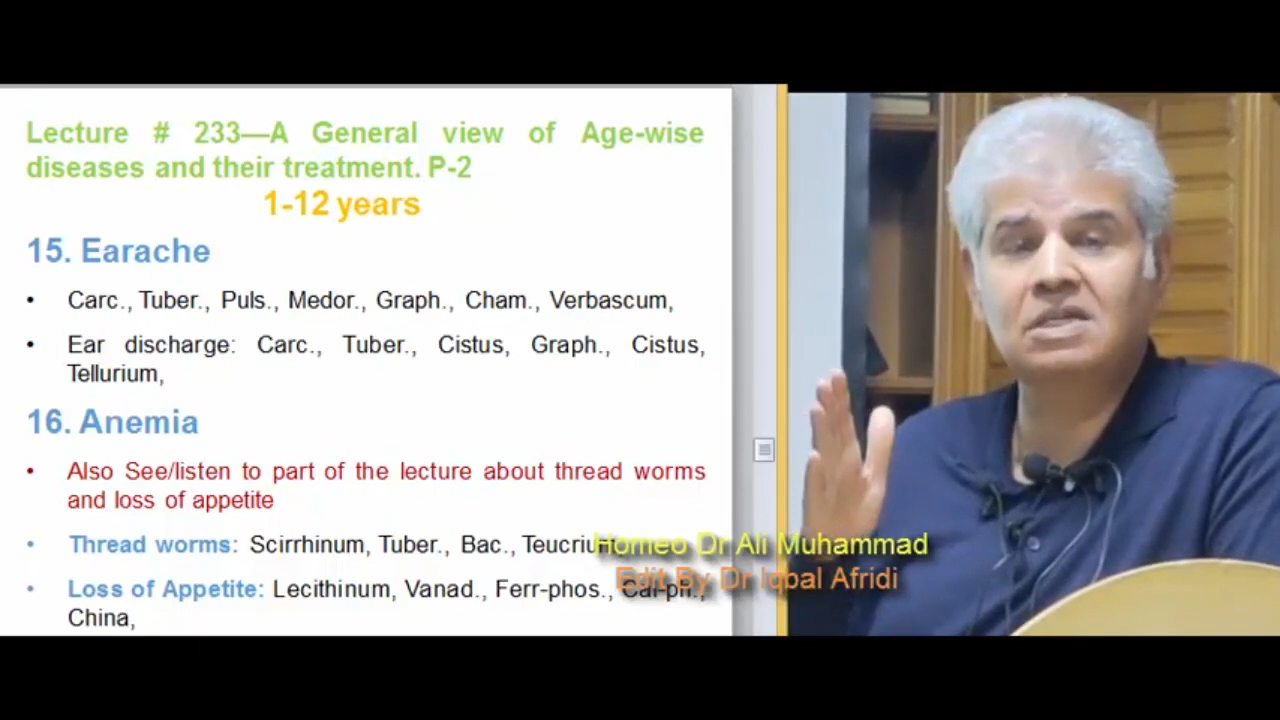 Lecture # 233—A General view of Age-wise
diseases and their treatment. P-2
1-12 years
15. Earache
• Carc., Tuber., Puls., Medor., Graph., Cham., Verbascum,
• Ear discharge: Carc., Tuber., Cistus, Graph., Cistus,
Tellurium,
16. Anemia
• Also See/listen to part of the lecture about thread worms
and loss of appetite
• Thread worms: Scirrhinum, Tuber., Bac.,
Homeo Dr Ali Muhammad
Edit By Dr Iqbal Afridi
• Loss of Appetite: Lecithinum, Vanad., Ferr-phos., Cal-ph.,
China,